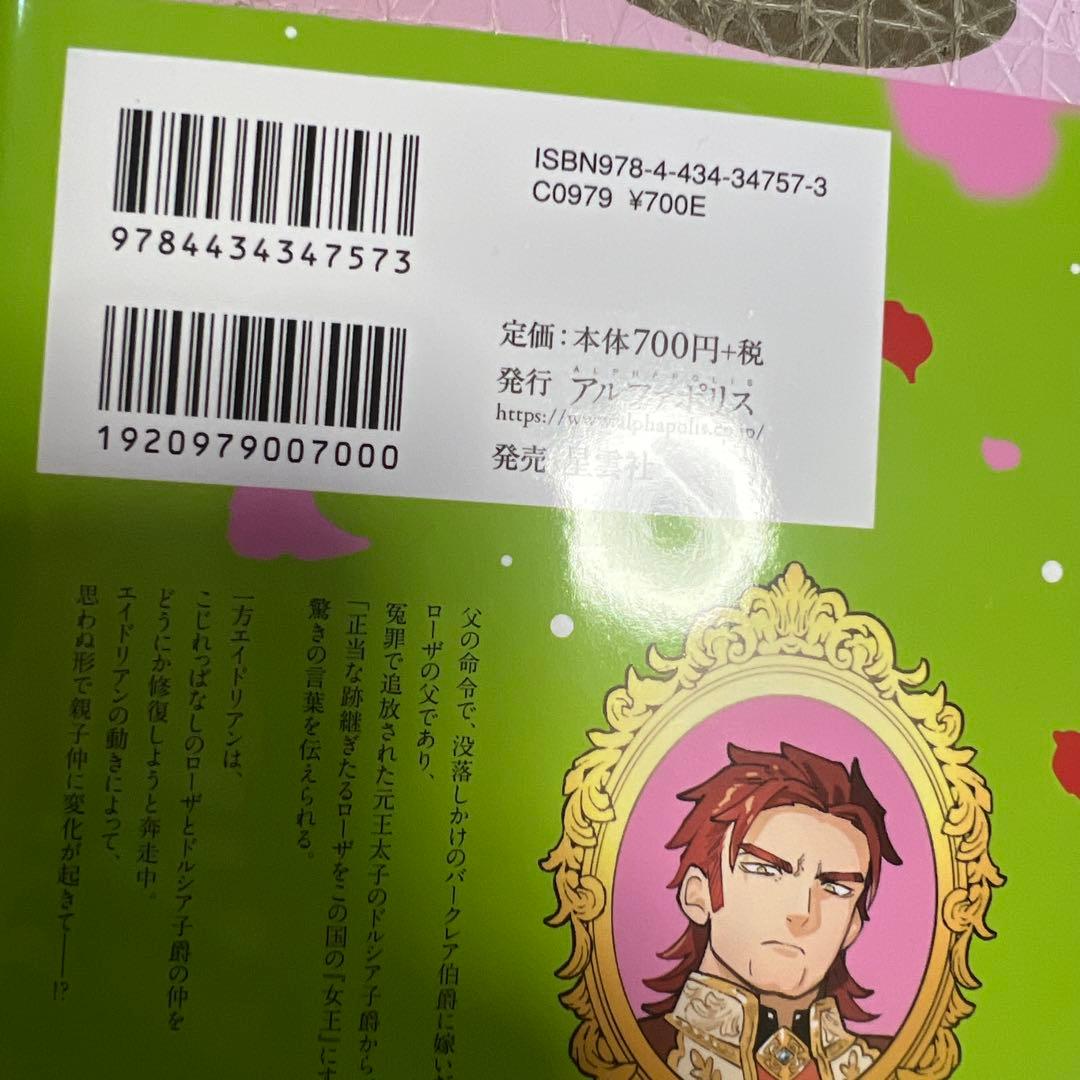 9784434347573
ISBN978-4-434-34757-3
C0979 ¥700E
1920979007000
定価：本体700円+税
発行 アルファポリス
ALPHAPOLIS
https://www.alphapolis.co.jp/
発売 星雲社
父の命令で、没落しかけのバークレア伯爵に嫁い
ローザの父であり、
冤罪で追放された元王太子のドルシア子爵から
「正当な跡継ぎたるローザをこの国の『女王』にす
驚きの言葉を伝えられる。
一方エイドリアンは、
こじれっぱなしのローザとドルシア子爵の仲を
どうにか修復しようと奔走中。
エイドリアンの動きによって、
思わぬ形で親子仲に変化が起きて――!?